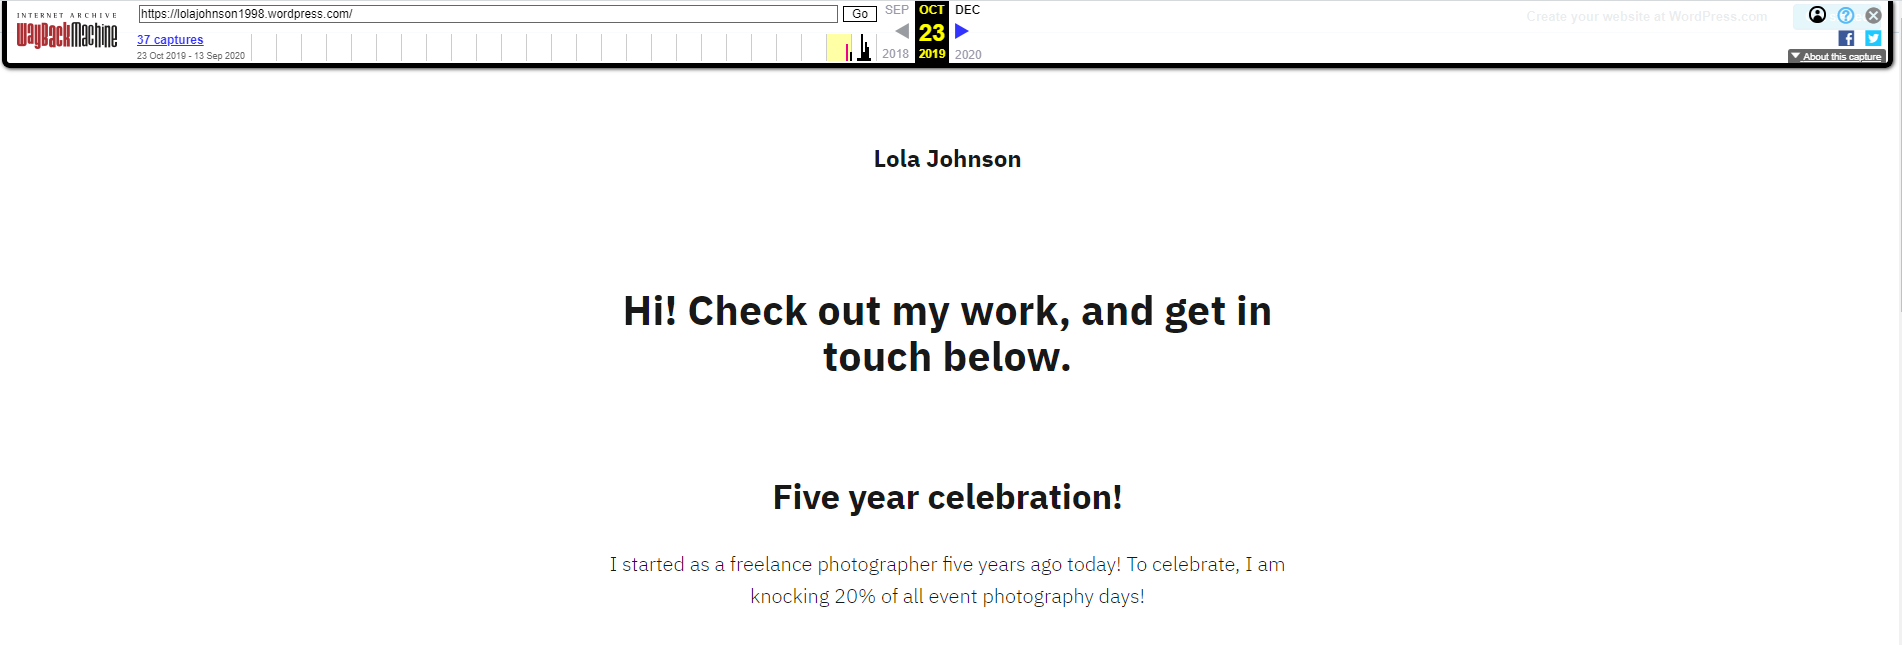 INTERNET ARCHIVE
WayBackMachine
https://lolajohnson1998.wordpress.com/
Go
37 captures
23 Oct 2019 - 13 Sep 2020
SEP OCT DEC
23
2018 2019 2020
Create your website at WordPress.com
About this capture
Lola Johnson
Hi! Check out my work, and get in
touch below.
Five year celebration!
I started as a freelance photographer five years ago today! To celebrate, I am
knocking 20% of all event photography days!